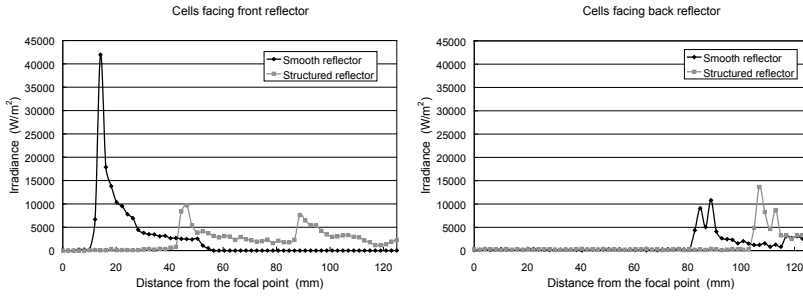 Cells facing front reflector
45000
40000
35000
30000
25000
20000
15000
10000
5000
0
Irradiance (W/m²)
Smooth reflector
Structured reflector
0 20 40 60 80 100 120
Distance from the focal point (mm)
Cells facing back reflector
45000
40000
35000
30000
25000
20000
15000
10000
5000
0
Irradiance (W/m²)
Smooth reflector
Structured reflector
0 20 40 60 80 100 120
Distance from the focal point (mm)